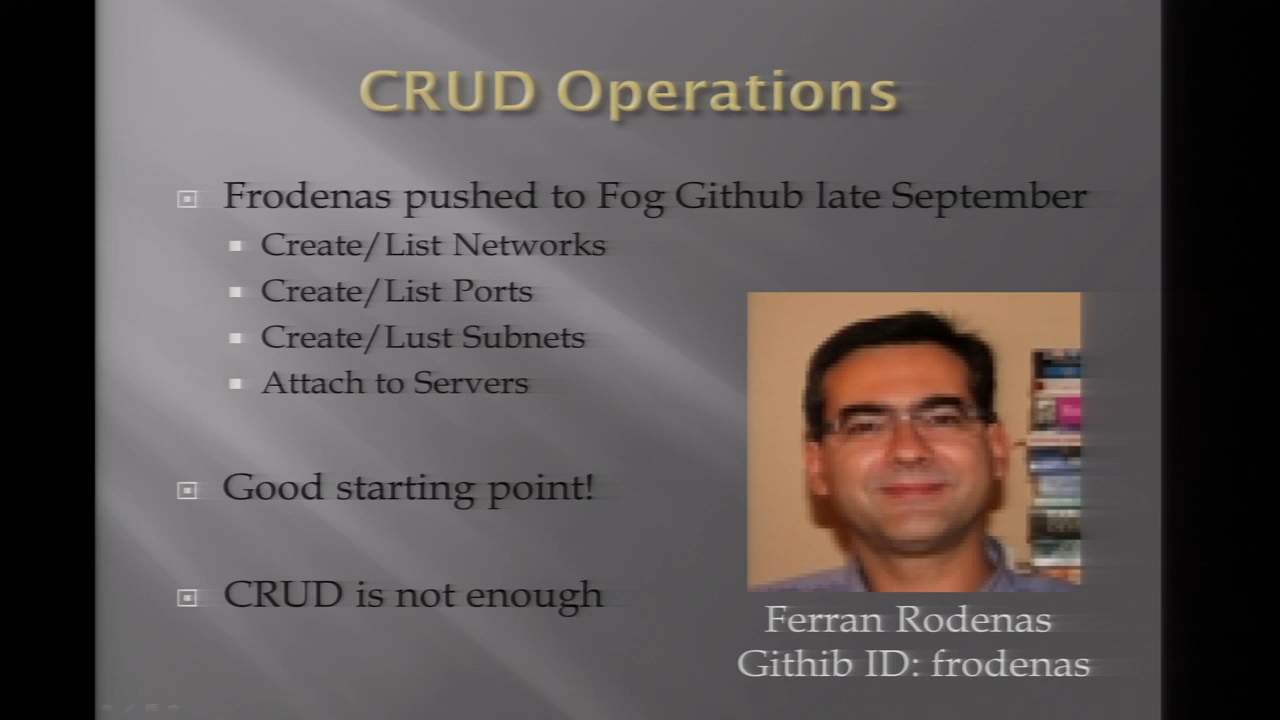 CRUD Operations
Frodenas pushed to Fog Github late September
Create/List Networks
Create/List Ports
Create/Lust Subnets
Attach to Servers
Good starting point!
CRUD is not enough
Ferran Rodenas
Githib ID: frodenas